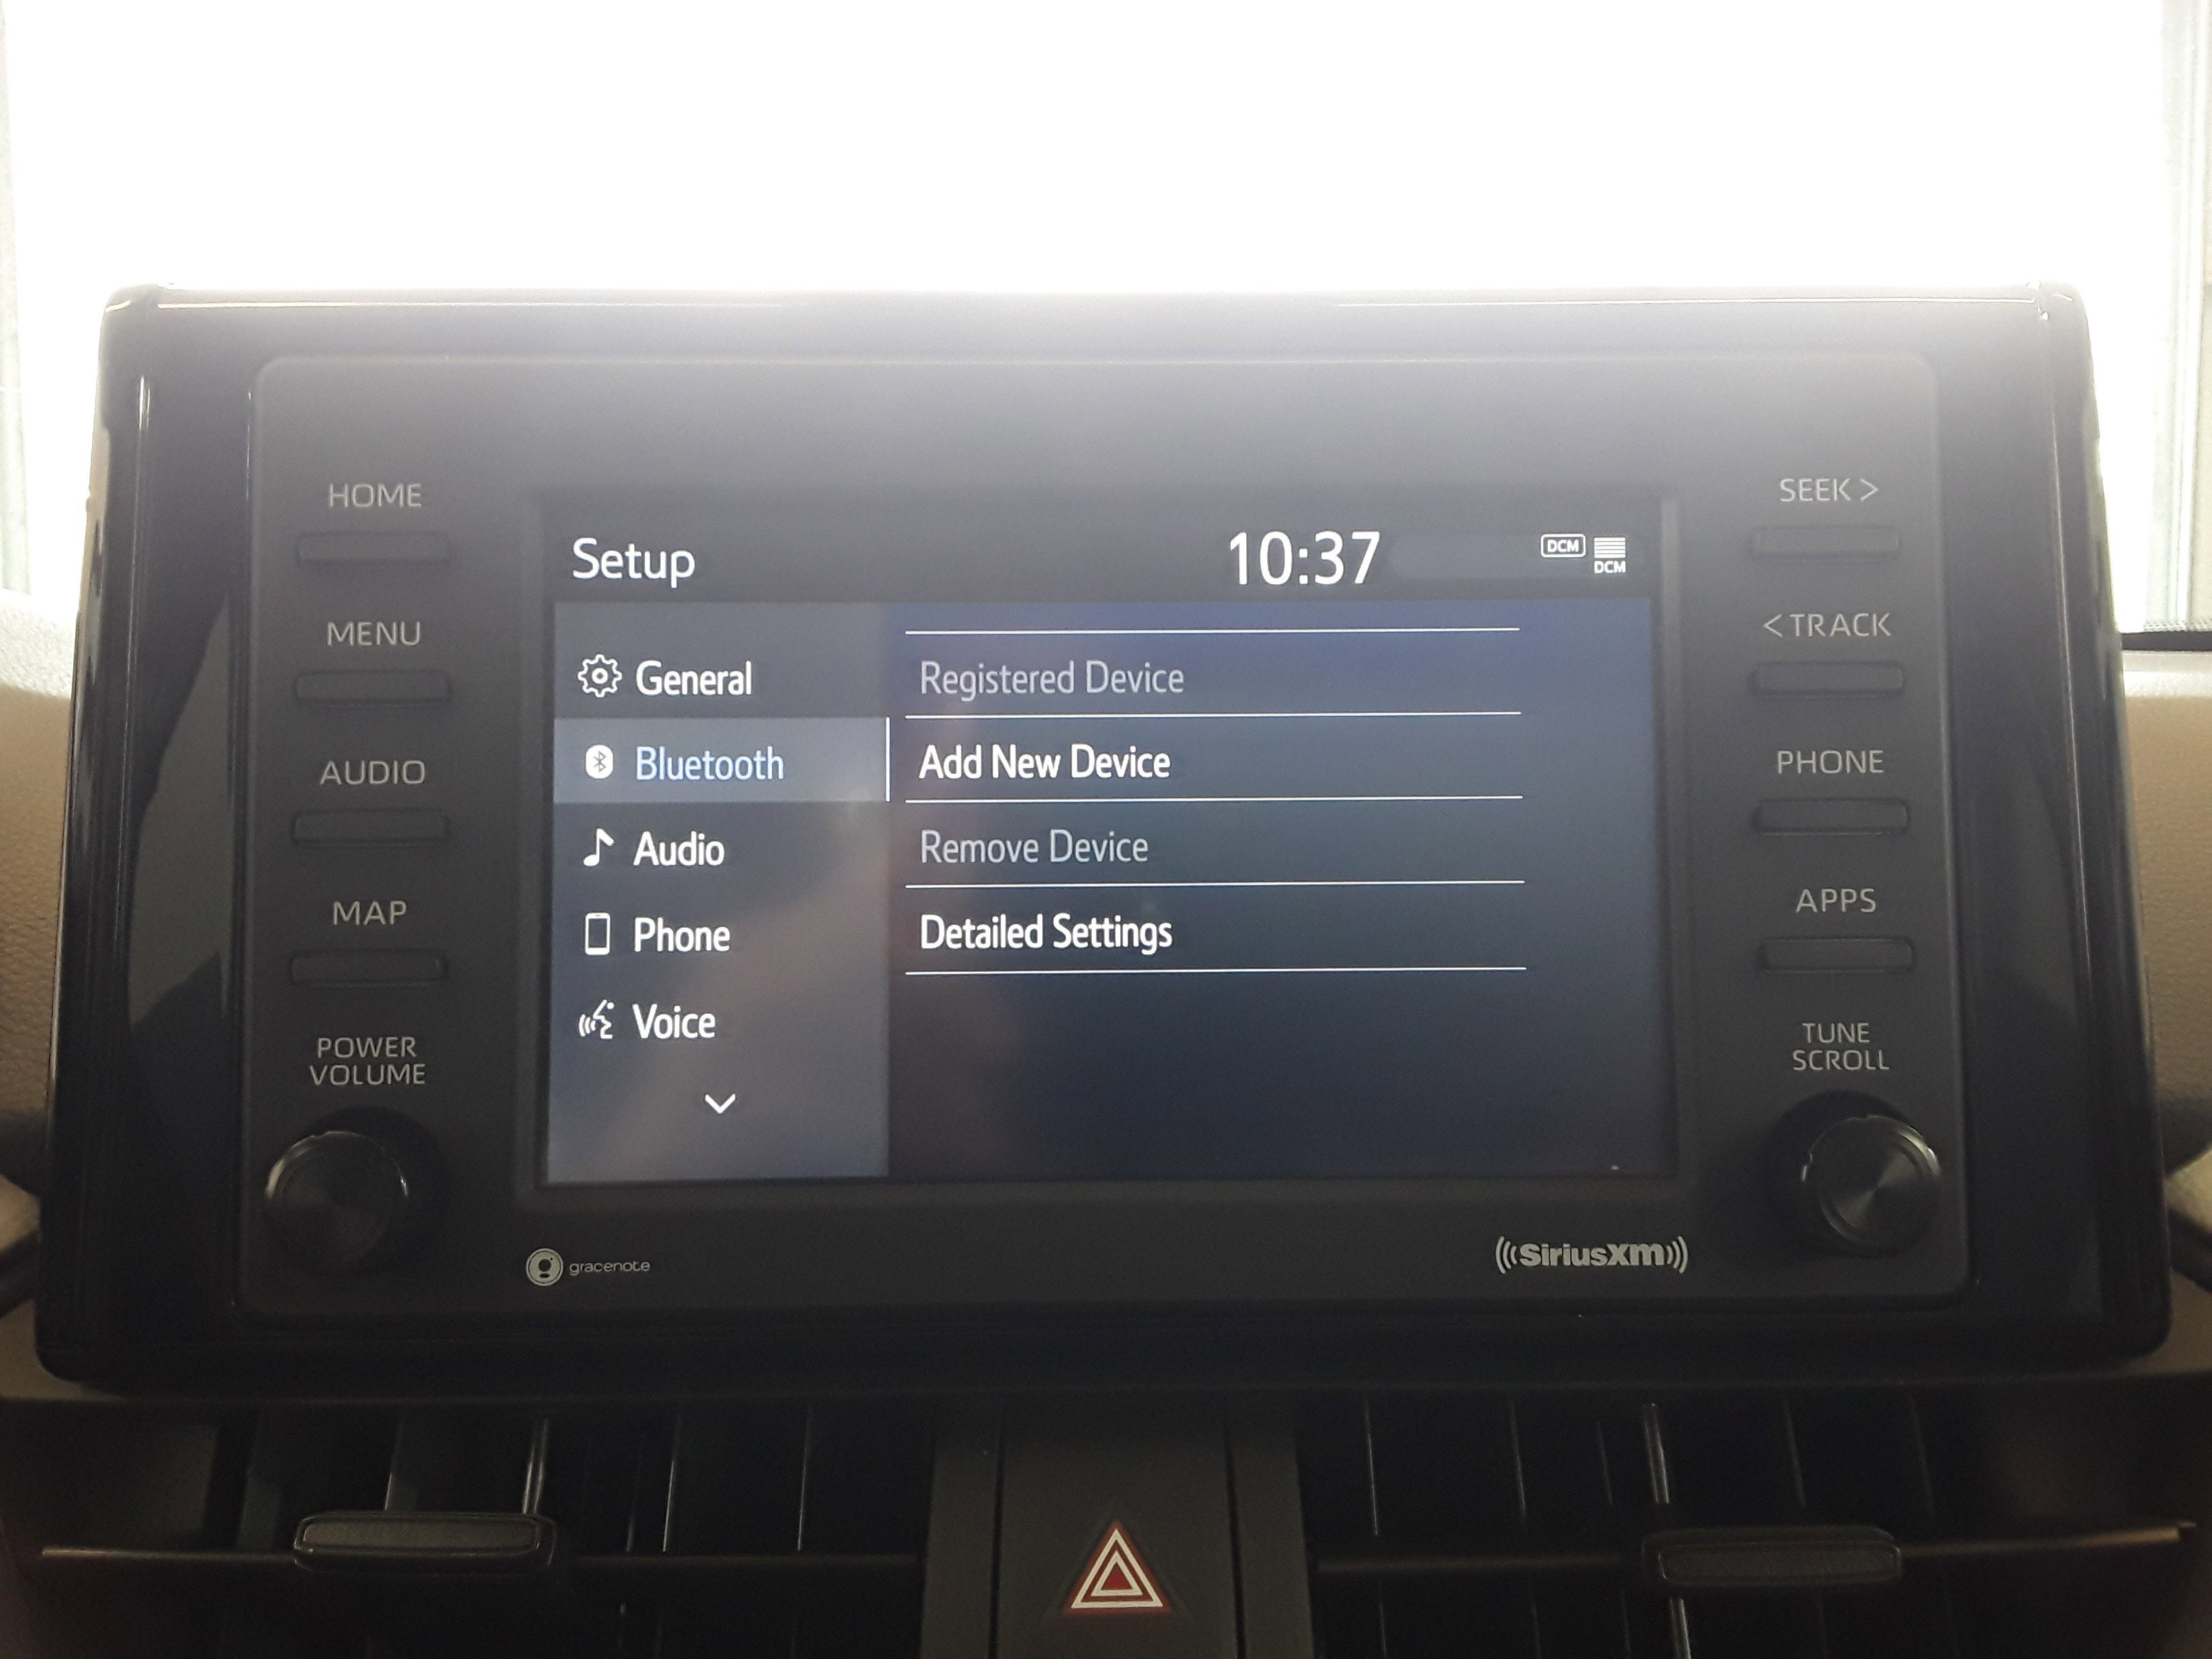 HOME
MENU
AUDIO
MAP
POWER
VOLUME
Setup
10:37
DCM
DCM
General
Bluetooth
Audio
Phone
Voice
Registered Device
Add New Device
Remove Device
Detailed Settings
SEEK >
< TRACK
PHONE
APPS
TUNE
SCROLL
gracenote
((SiriusXM))